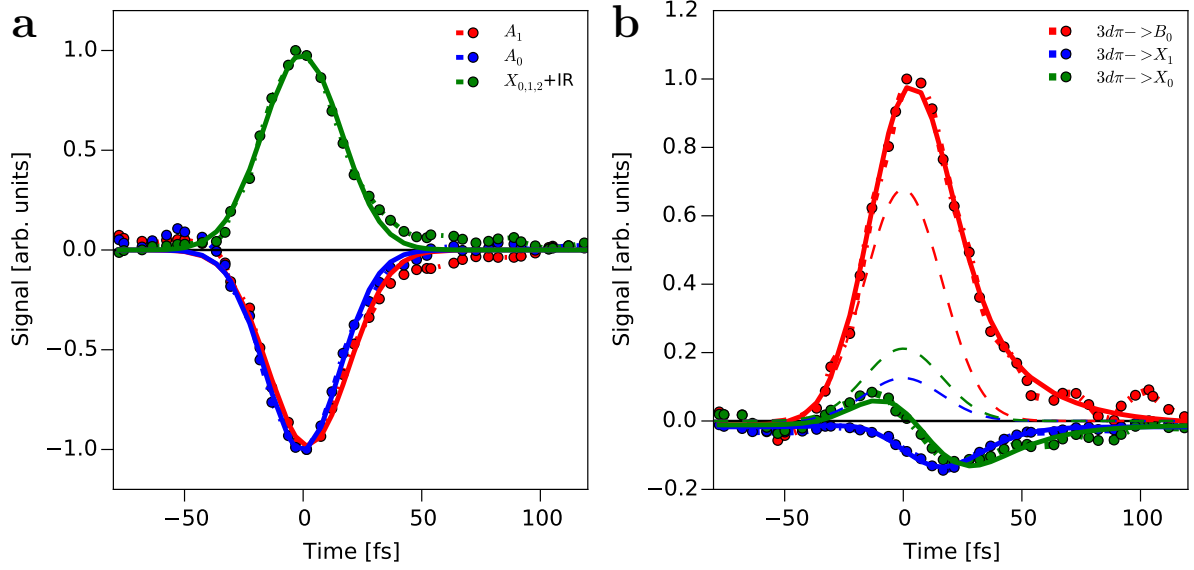 a
A₁
A₀
X₀,₁,₂+IR
1.0
0.5
0.0
−0.5
−1.0
Signal [arb. units]
−50
0
50
100
Time [fs]
b
3dπ−>B₀
3dπ−>X₁
3dπ−>X₀
1.2
1.0
0.8
0.6
0.4
0.2
0.0
−0.2
Signal [arb. units]
−50
0
50
100
Time [fs]